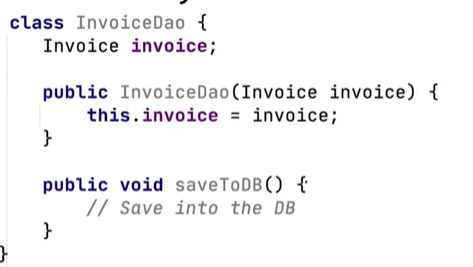 class InvoiceDao {
    Invoice invoice;
    public InvoiceDao(Invoice invoice) {
        this.invoice = invoice;
    }
    public void saveToDB() {
        // Save into the DB
    }
}